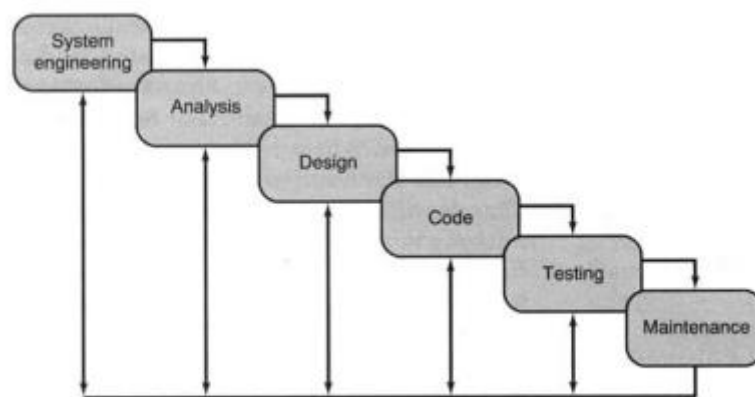 System
engineering
Analysis
Design
Code
Testing
Maintenance